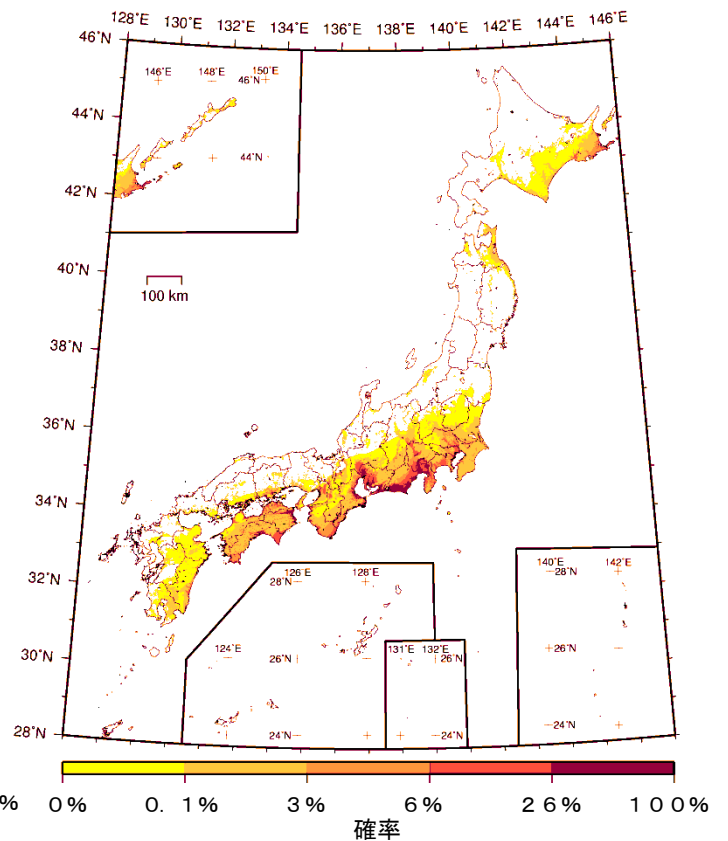 128°E 130°E 132°E 134°E 136°E 138°E 140°E 142°E 144°E 146°E
46°N
146°E 148°E 150°E
46°N
44°N
44°N
42°N
40°N
100 km
38°N
36°N
34°N
32°N
126°E 128°E
28°N
140°E 142°E
28°N
124°E
26°N
131°E 132°E
26°N
26°N
30°N
24°N
24°N
24°N
28°N
% 0% 0.1% 3% 6% 26% 100%
確率